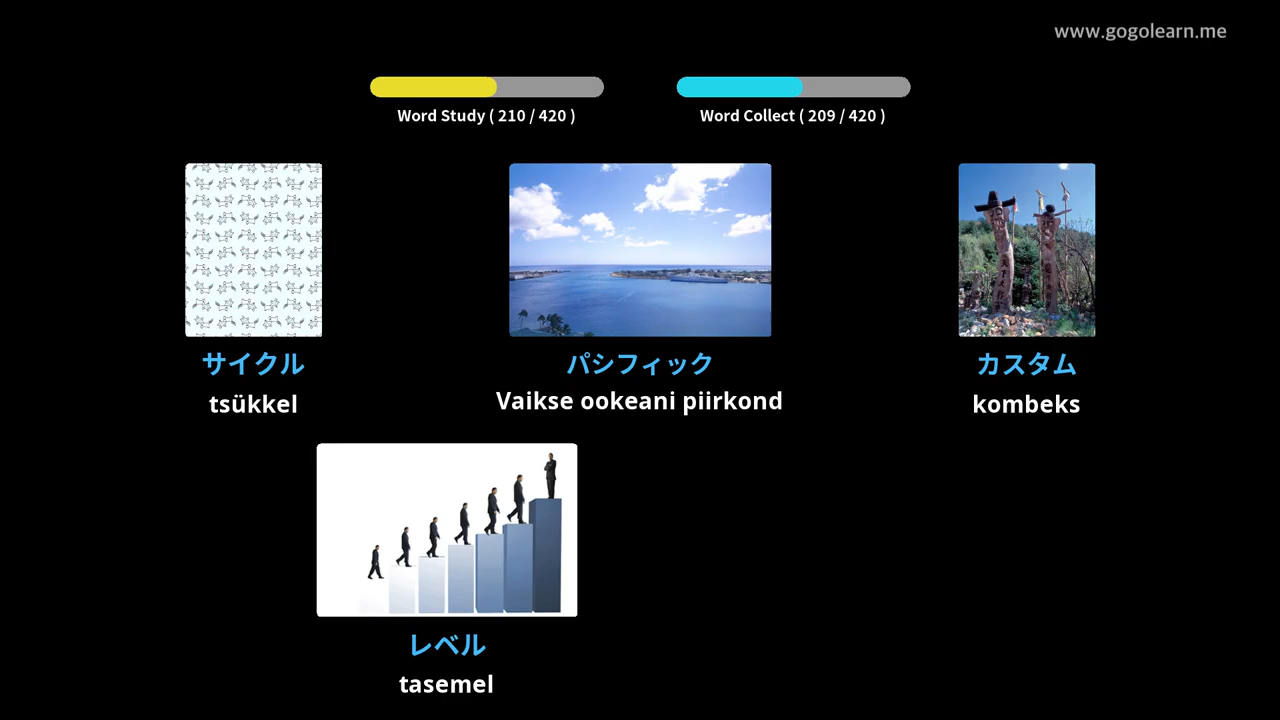 www.gogolearn.me
Word Study ( 210 / 420 )
Word Collect ( 209 / 420 )
サイクル
tsükkel
パシフィック
Vaikse ookeani piirkond
カスタム
kombeks
レベル
tasemel